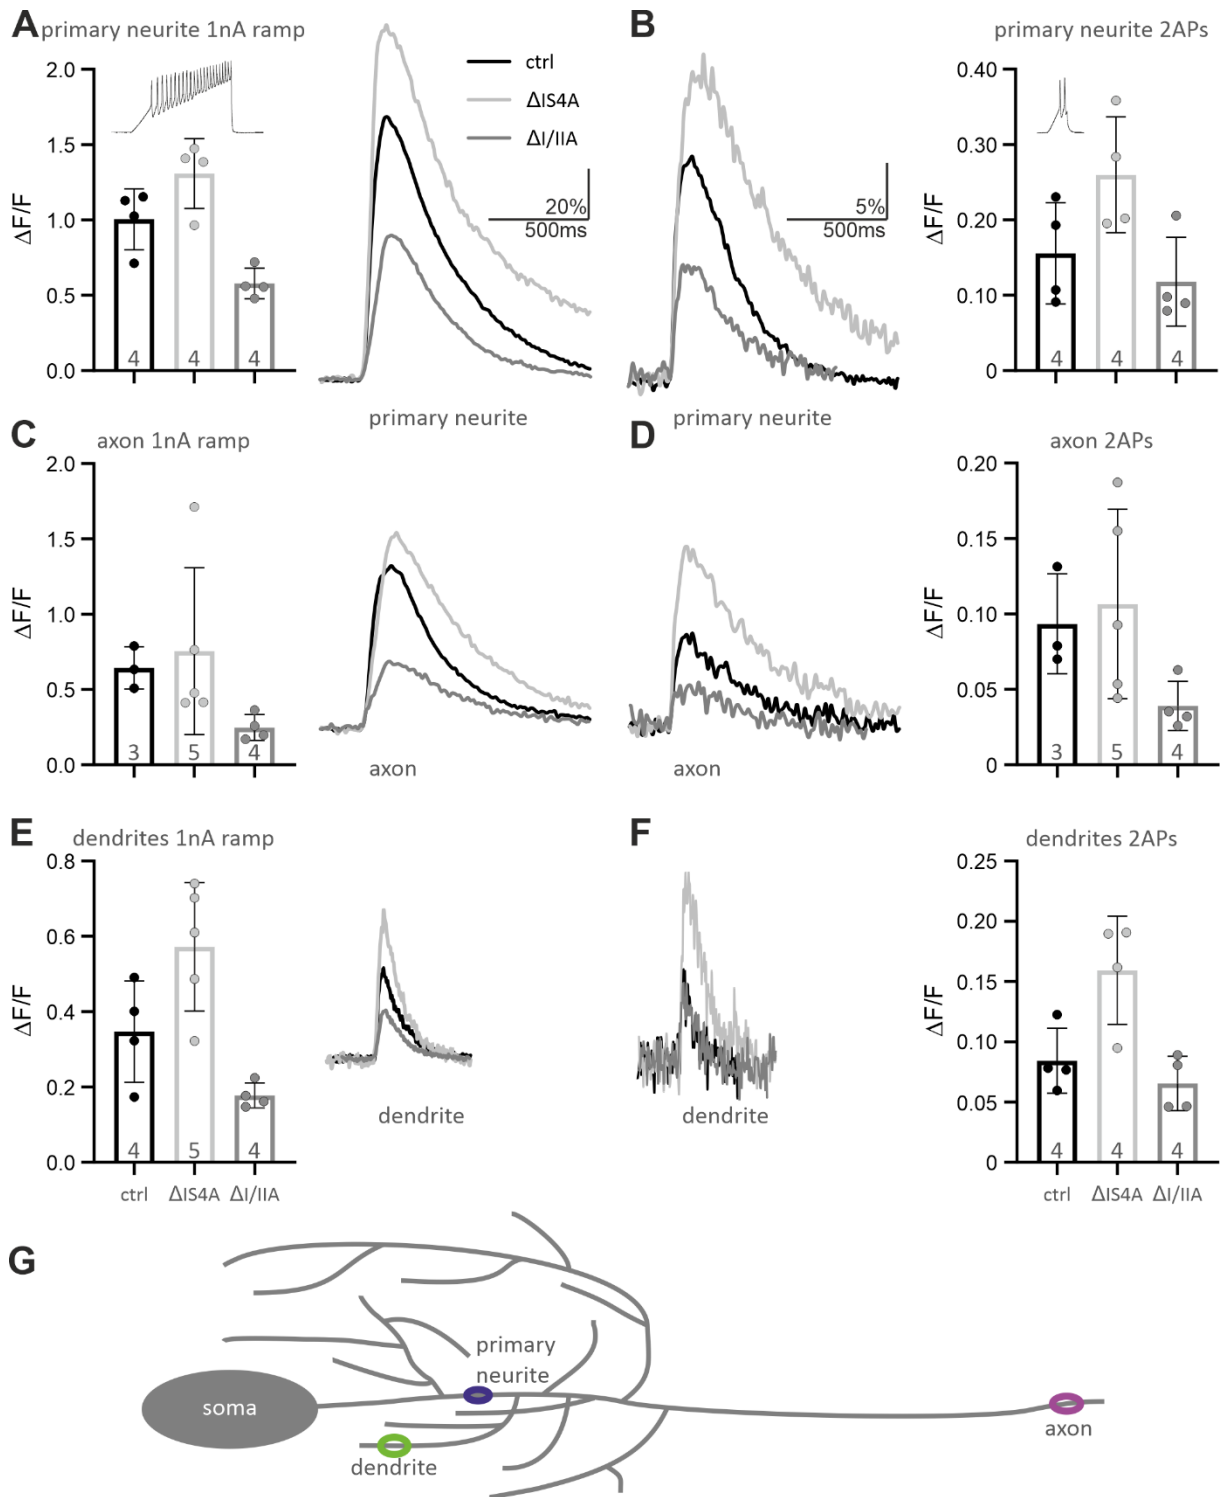 A primary neurite 1nA ramp
ΔF/F
2.0
1.5
1.0
0.5
0.0
4 4 4
ctrl
ΔIS4A
ΔI/IIA
20%
500ms
primary neurite
B
5%
500ms
primary neurite
primary neurite 2APs
ΔF/F
0.40
0.30
0.20
0.10
0
4 4 4
C axon 1nA ramp
ΔF/F
2.0
1.5
1.0
0.5
0.0
3 5 4
axon
D
axon
axon 2APs
ΔF/F
0.20
0.15
0.10
0.05
0
3 5 4
E dendrites 1nA ramp
ΔF/F
0.8
0.6
0.4
0.2
0.0
4 5 4
ctrl ΔIS4A ΔI/IIA
dendrite
F
dendrite
dendrites 2APs
ΔF/F
0.25
0.20
0.15
0.10
0.05
0
4 4 4
ctrl ΔIS4A ΔI/IIA
G
primary
neurite
soma
axon
dendrite